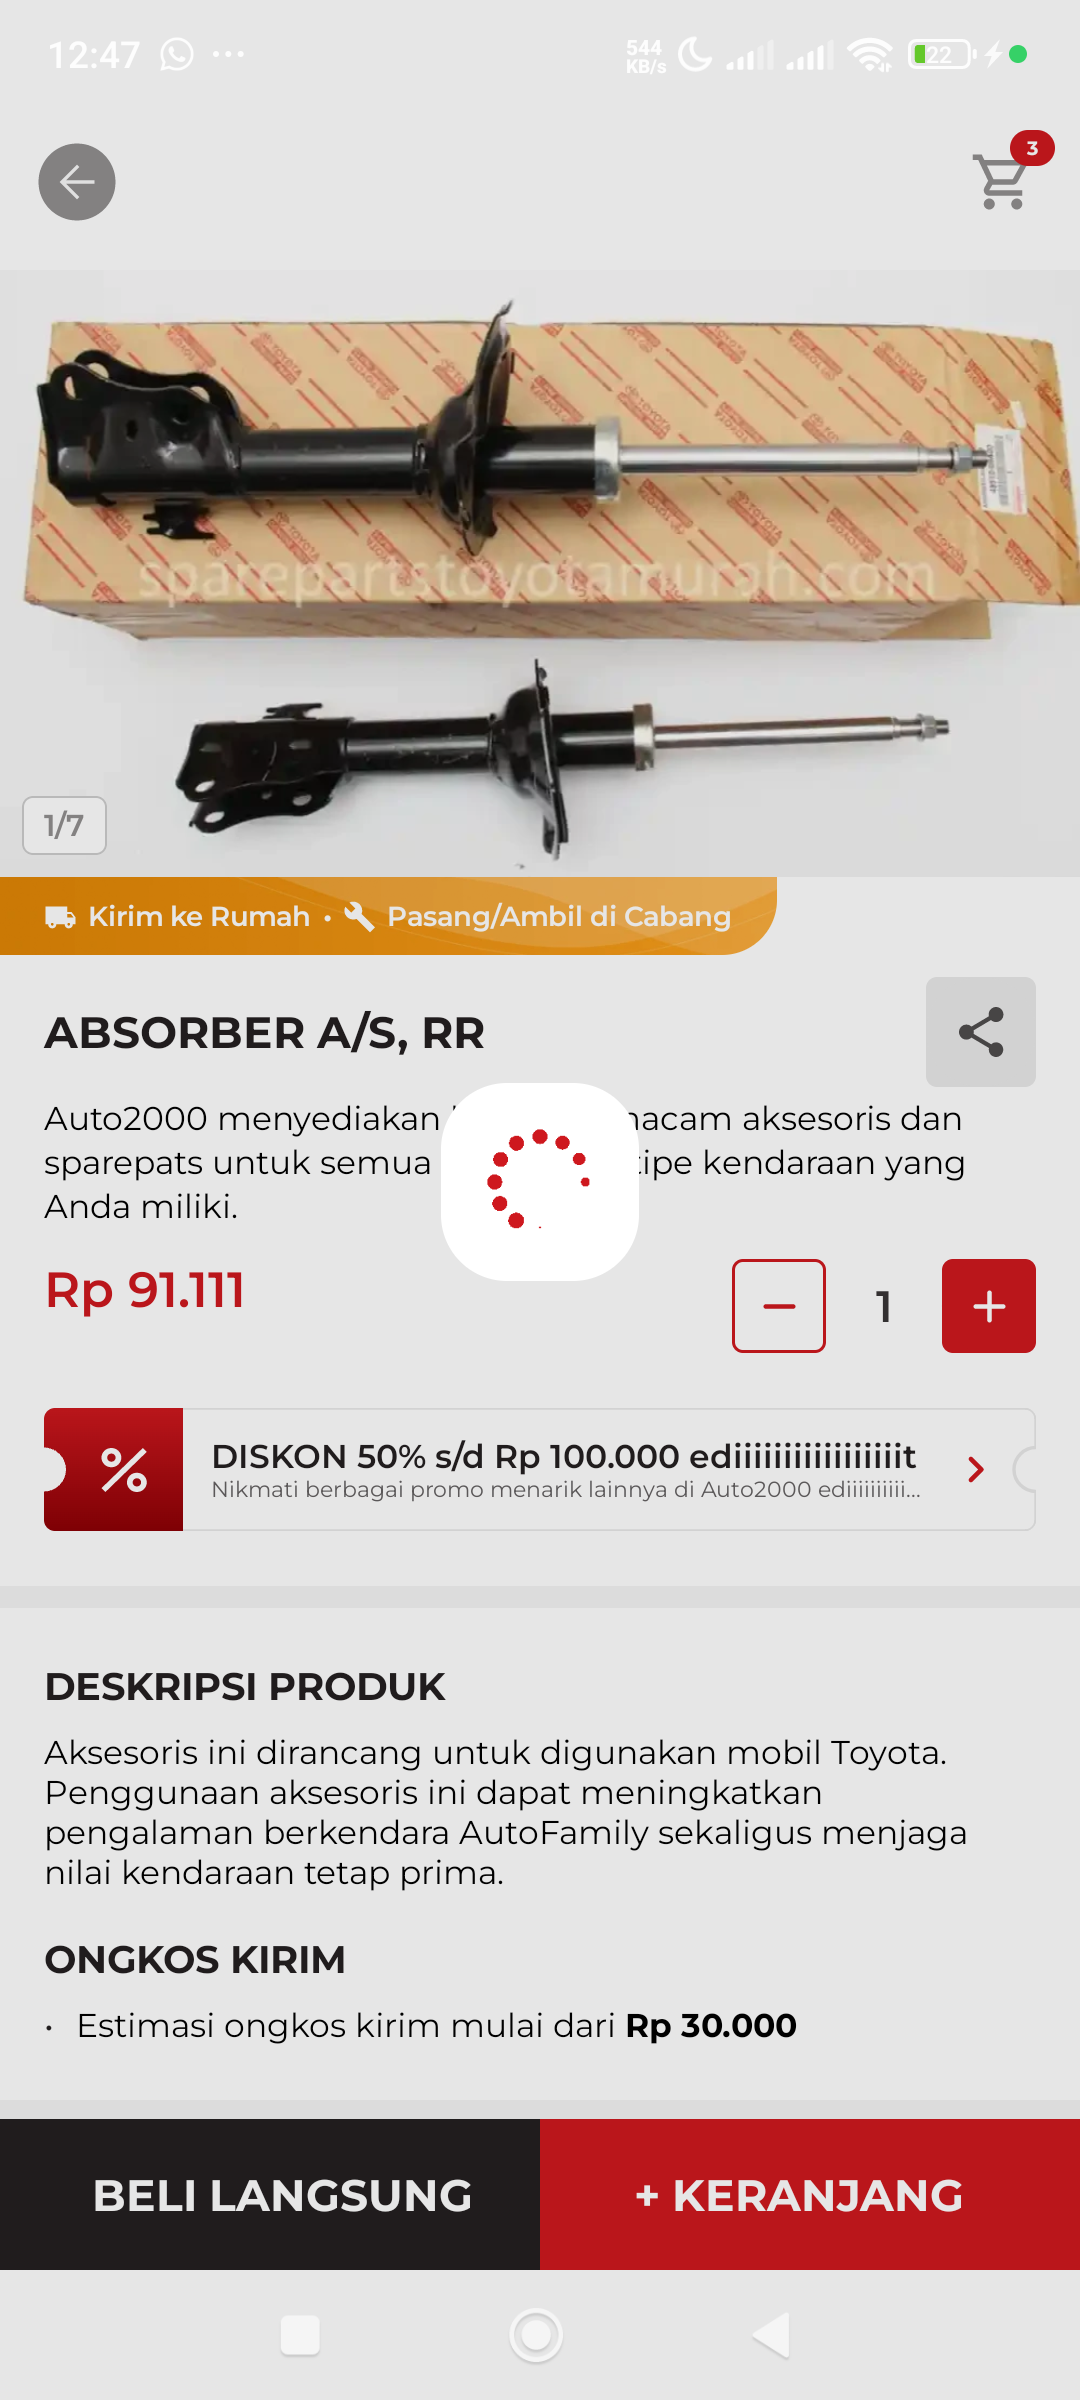 12:47
544
KB/s
22
3
TOYOTA
sparepartstoyotamurah.com
1/7
Kirim ke Rumah • Pasang/Ambil di Cabang
ABSORBER A/S, RR
Auto2000 menyediakan macam aksesoris dan
sparepats untuk semua tipe kendaraan yang
Anda miliki.
Rp 91.111
1
DISKON 50% s/d Rp 100.000 ediiiiiiiiiiiiiiiiit
Nikmati berbagai promo menarik lainnya di Auto2000 ediiiiiiiiii...
DESKRIPSI PRODUK
Aksesoris ini dirancang untuk digunakan mobil Toyota.
Penggunaan aksesoris ini dapat meningkatkan
pengalaman berkendara AutoFamily sekaligus menjaga
nilai kendaraan tetap prima.
ONGKOS KIRIM
• Estimasi ongkos kirim mulai dari Rp 30.000
BELI LANGSUNG
+ KERANJANG